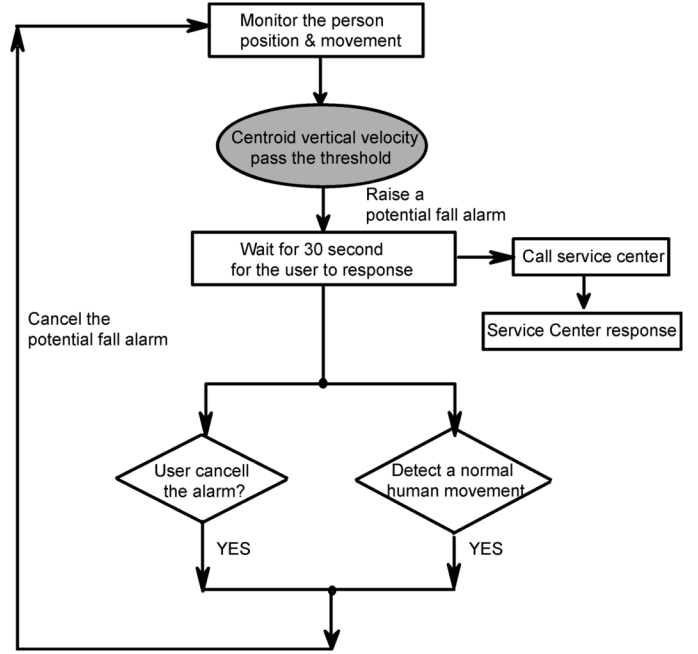 Monitor the person
position & movement
Centroid vertical velocity
pass the threshold
Raise a
potential fall alarm
Wait for 30 second
for the user to response
Call service center
Service Center response
Cancel the
potential fall alarm
User cancell
the alarm?
Detect a normal
human movement
YES
YES